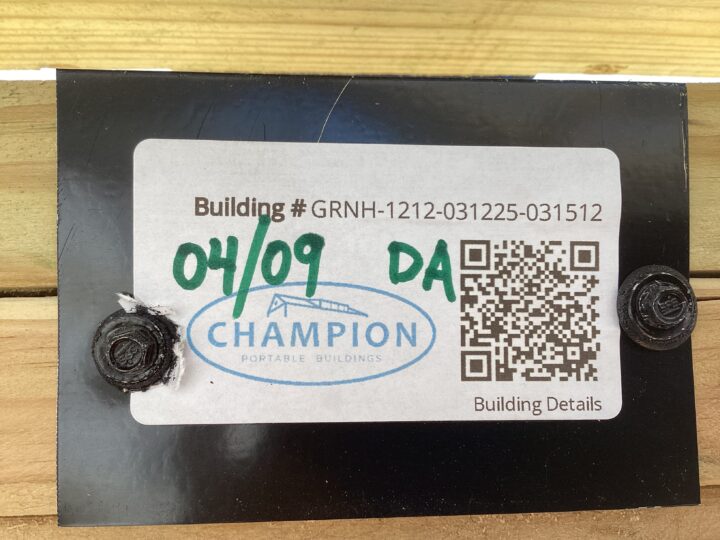 Building # GRNH-1212-031225-031512
04/09 DA
CHAMPION
PORTABLE BUILDINGS
Building Details